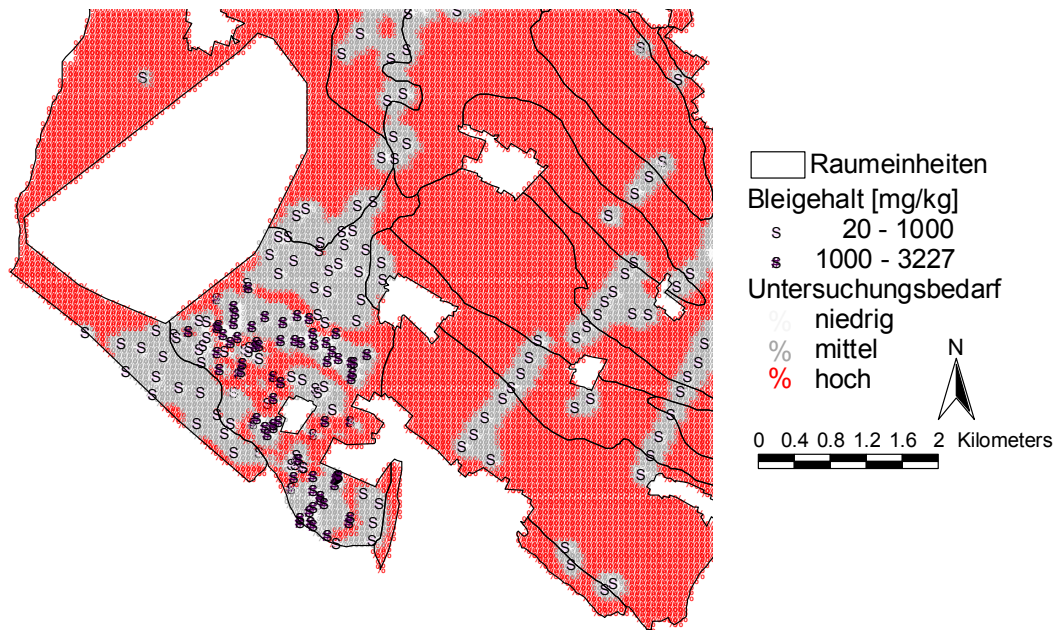 Raumeinheiten
Bleigehalt [mg/kg]
S 20 - 1000
S 1000 - 3227
Untersuchungsbedarf
% niedrig
% mittel
% hoch
N
0 0.4 0.8 1.2 1.6 2 Kilometers